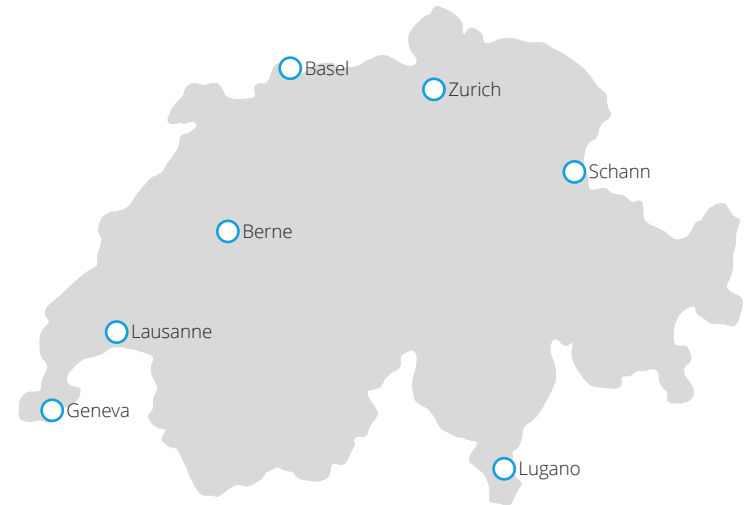 Basel
Zurich
Schann
Berne
Lausanne
Geneva
Lugano